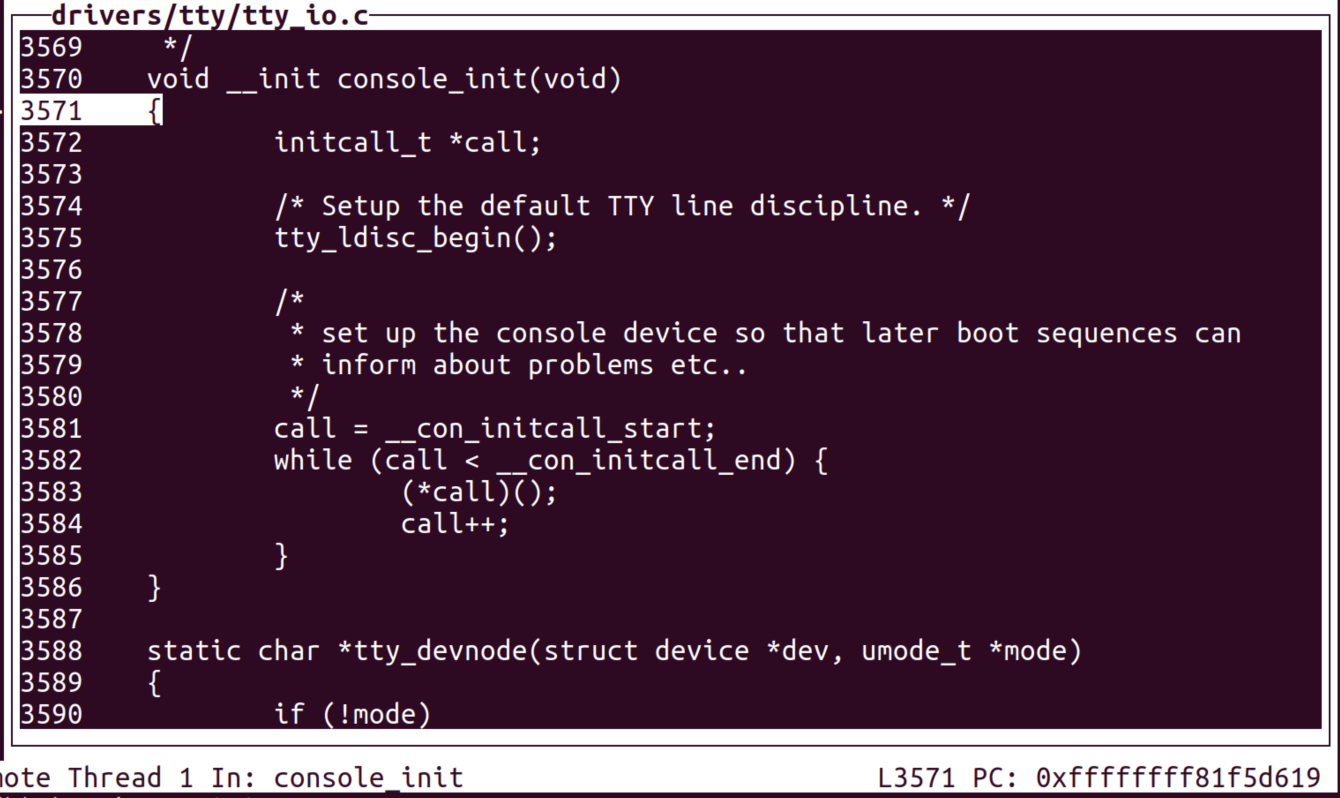 drivers/tty/tty_io.c
3569     */
3570    void __init console_init(void)
3571    {
3572            initcall_t *call;
3573
3574            /* Setup the default TTY line discipline. */
3575            tty_ldisc_begin();
3576
3577            /*
3578             * set up the console device so that later boot sequences can
3579             * inform about problems etc..
3580             */
3581            call = __con_initcall_start;
3582            while (call < __con_initcall_end) {
3583                    (*call)();
3584                    call++;
3585            }
3586    }
3587
3588    static char *tty_devnode(struct device *dev, umode_t *mode)
3589    {
3590            if (!mode)
ote Thread 1 In: console_init L3571 PC: 0xffffffff81f5d619